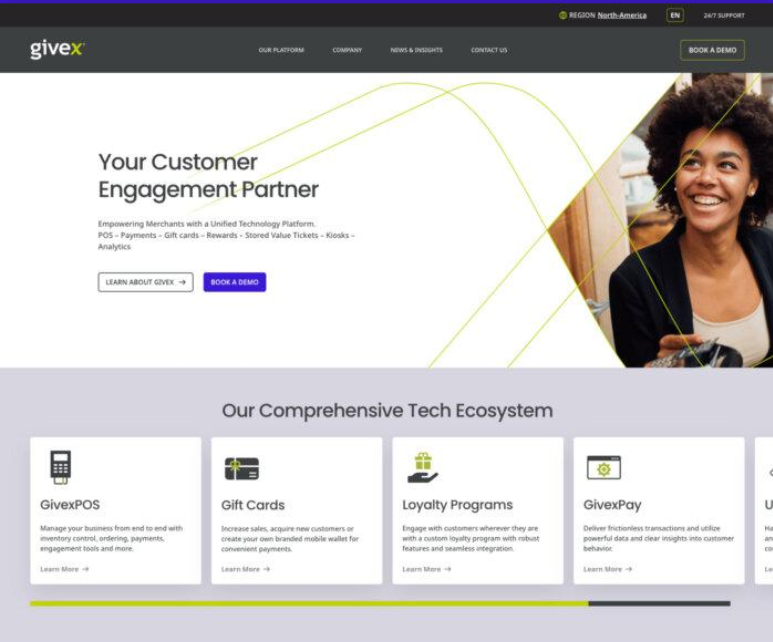 REGION North-America
EN
24/7 SUPPORT
givex
OUR PLATFORM
COMPANY
NEWS & INSIGHTS
CONTACT US
BOOK A DEMO
Your Customer
Engagement Partner
Empowering Merchants with a Unified Technology Platform.
POS – Payments – Gift cards – Rewards – Stored Value Tickets – Kiosks –
Analytics
LEARN ABOUT GIVEX →
BOOK A DEMO
Our Comprehensive Tech Ecosystem
GivexPOS
Manage your business from end to end with
inventory control, ordering, payments,
engagement tools and more.
Learn More →
Gift Cards
Increase sales, acquire new customers or
create your own branded mobile wallet for
convenient payments.
Learn More →
Loyalty Programs
Engage with customers wherever they are
with a custom loyalty program with robust
features and seamless integration.
Learn More →
GivexPay
Deliver frictionless transactions and utilize
powerful data and clear insights into customer
behavior.
Learn More →